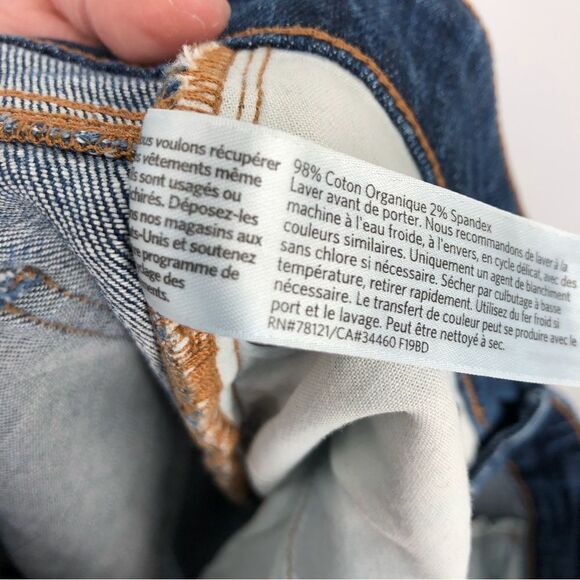 us voulons récupérer
vêtements même
s sont usagés ou
chirés. Déposez-les
s nos magasins aux
s-Unis et soutenez
e programme de
lage des
ments.
98% Coton Organique 2% Spandex
Laver avant de porter. Nous recommandons de laver à la
machine à l'eau froide, à l'envers, en cycle délicat, avec des
couleurs similaires. Uniquement un agent de blanchiment
sans chlore si nécessaire. Sécher par culbutage à basse
température, retirer rapidement. Utilisez du fer froid si
nécessaire. Le transfert de couleur peut se produire avec le
port et le lavage. Peut être nettoyé à sec.
RN#78121/CA#34460 F19BD